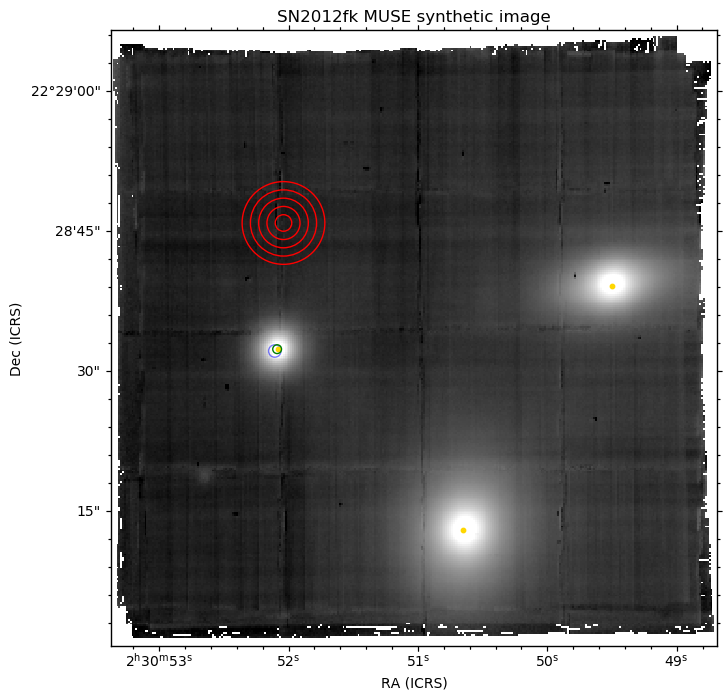 SN2012fk MUSE synthetic image
22°29'00"
28'45"
30"
15"
Dec (ICRS)
2ʰ30ᵐ53ˢ
52ˢ
51ˢ
50ˢ
49ˢ
RA (ICRS)